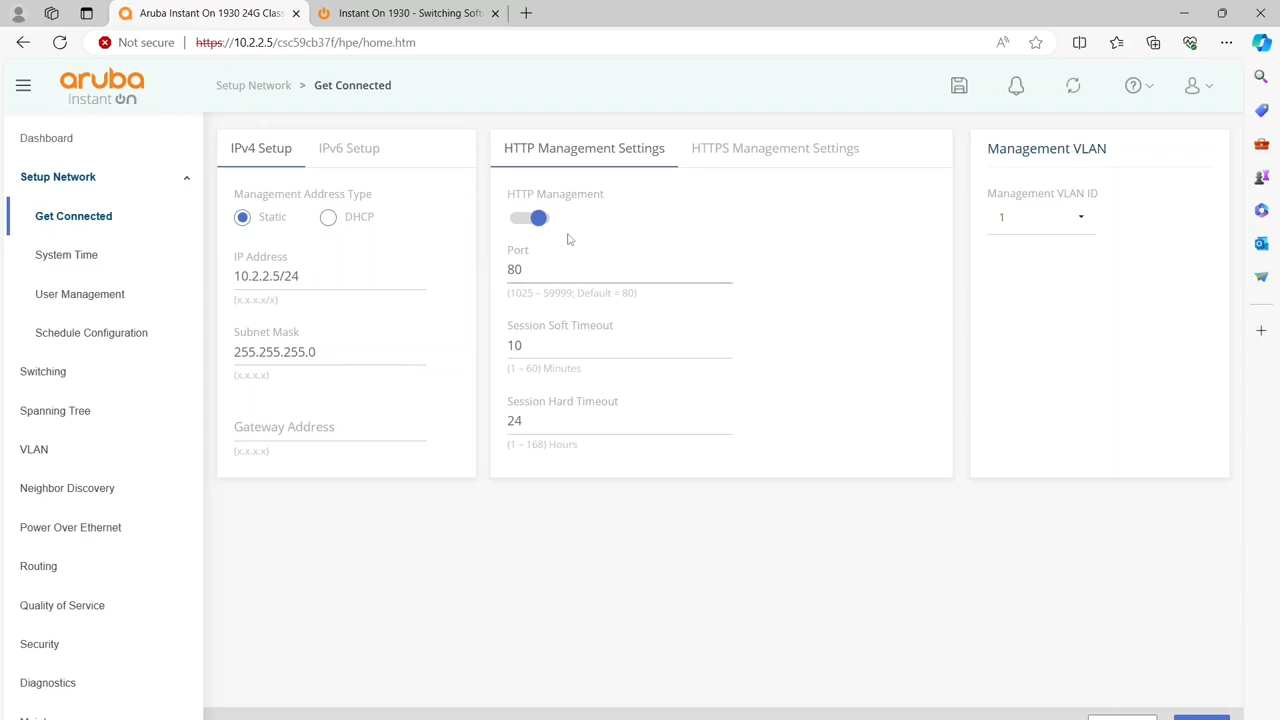 Aruba Instant On 1930 24G Class
Instant On 1930 - Switching Soft
Not secure
https://10.2.2.5/csc59cb37f/hpe/home.htm
aruba
instant on
Setup Network > Get Connected
Dashboard
Setup Network
Get Connected
System Time
User Management
Schedule Configuration
Switching
Spanning Tree
VLAN
Neighbor Discovery
Power Over Ethernet
Routing
Quality of Service
Security
Diagnostics
IPv4 Setup
IPv6 Setup
Management Address Type
Static
DHCP
IP Address
10.2.2.5/24
(x.x.x.x/x)
Subnet Mask
255.255.255.0
(x.x.x.x)
Gateway Address
(x.x.x.x)
HTTP Management Settings
HTTPS Management Settings
HTTP Management
Port
80
(1025 – 59999; Default = 80)
Session Soft Timeout
10
(1 – 60) Minutes
Session Hard Timeout
24
(1 – 168) Hours
Management VLAN
Management VLAN ID
1